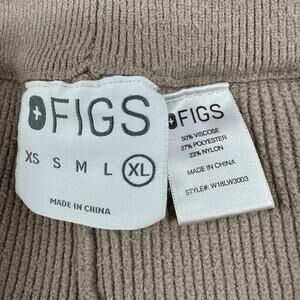 FIGS
XS S M L XL
MADE IN CHINA
FIGS
50% VISCOSE
27% POLYESTER
23% NYLON
MADE IN CHINA
STYLE#: W18LW3003